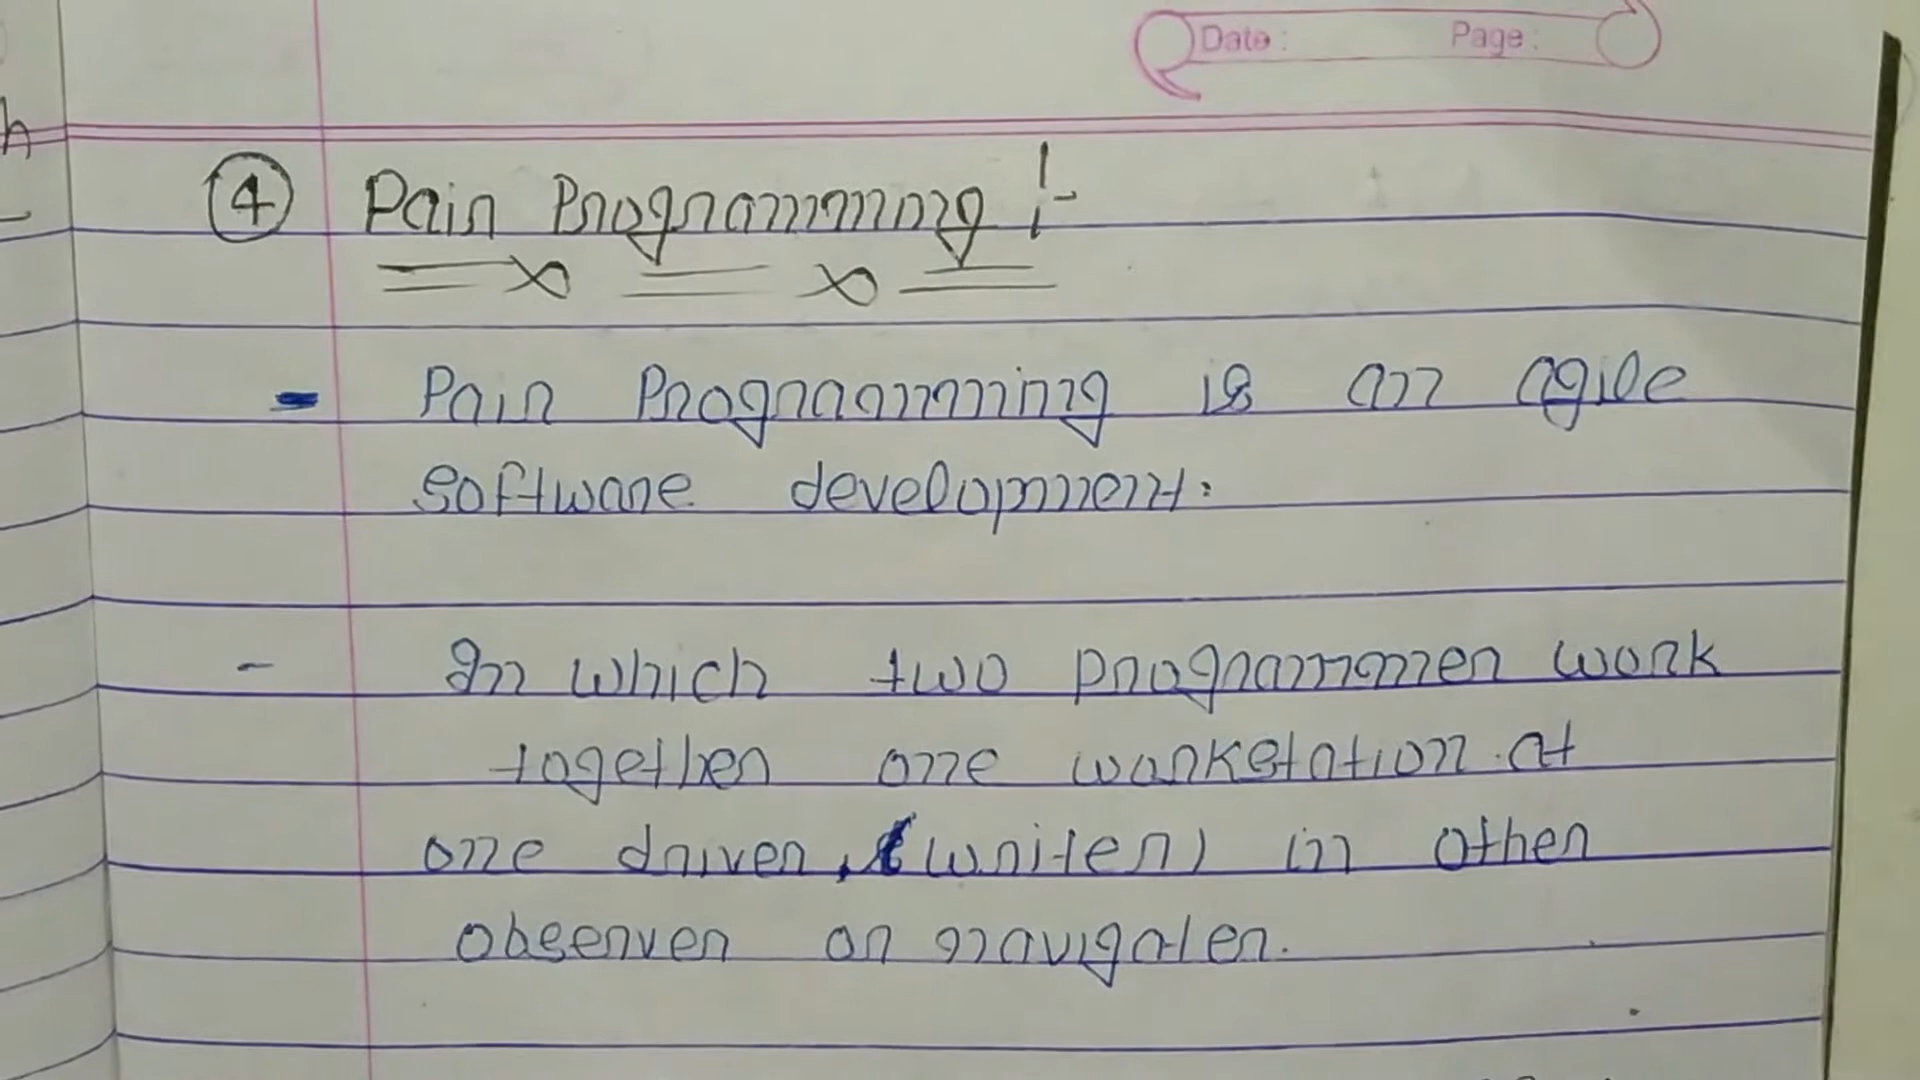 Date : Page :
④ Pair Programming :-
- Pair Programming is an agile
software development.
- In which two programmer work
together one workstation. at
one driver, (writer) in other
observer or navigater.